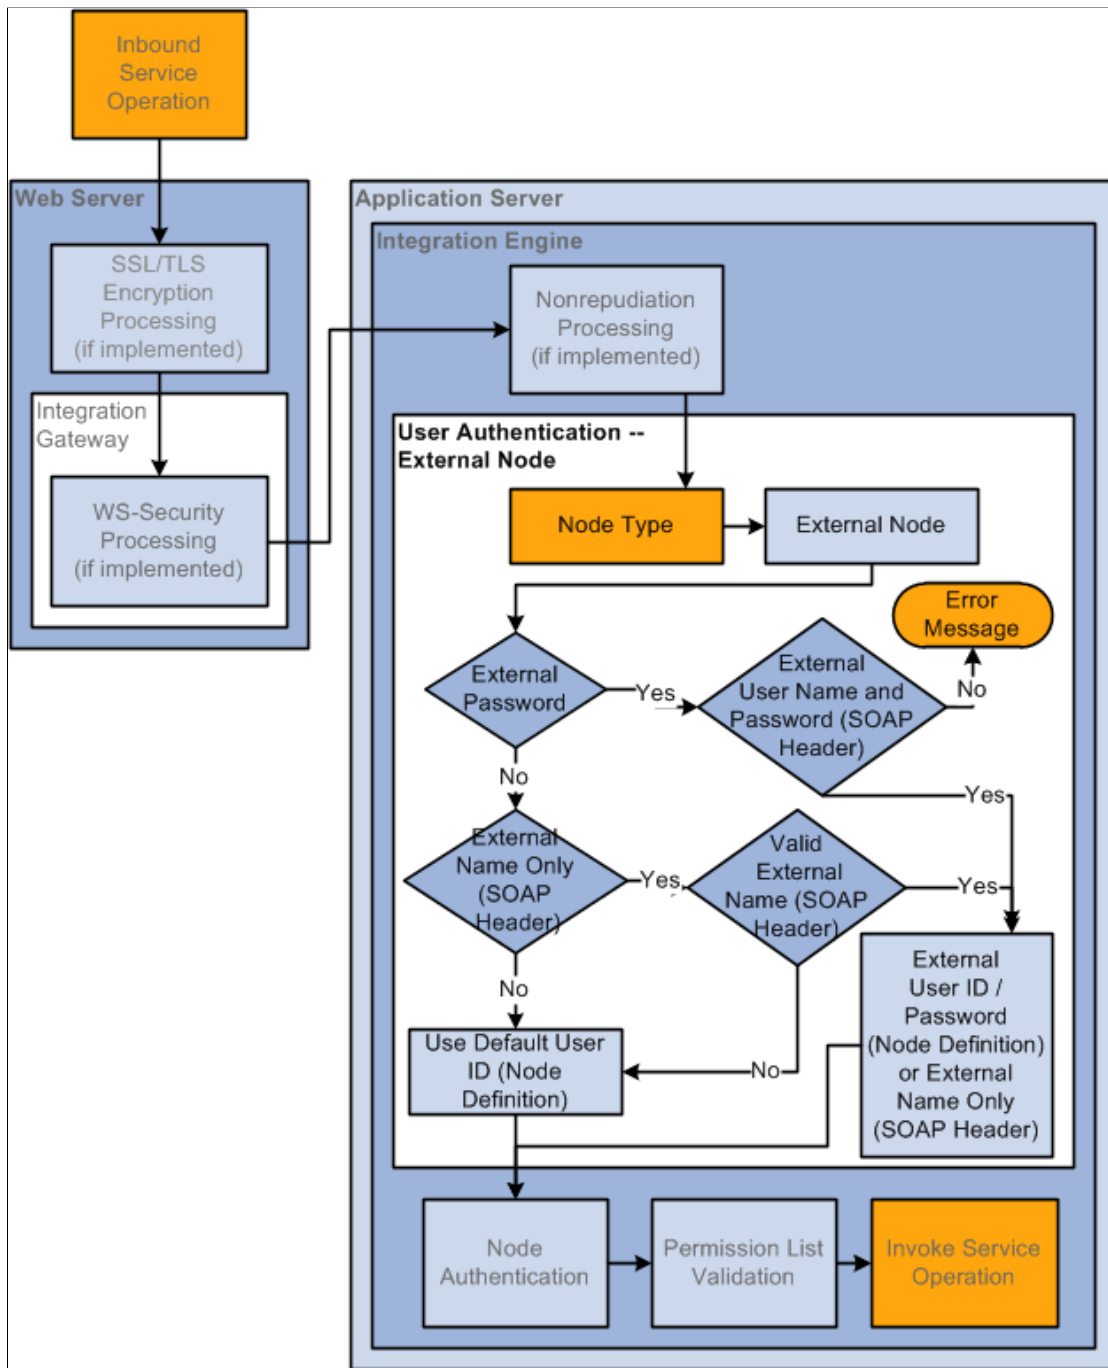 Inbound
Service
Operation
Web Server
SSL/TLS
Encryption
Processing
(if implemented)
Integration
Gateway
WS-Security
Processing
(if implemented)
Application Server
Integration Engine
Nonrepudiation
Processing
(if implemented)
User Authentication --
External Node
Node Type
External Node
Error
Message
External
Password
Yes
External
User Name and
Password (SOAP
Header)
No
No
Yes
External
Name Only
(SOAP
Header)
Yes
Valid
External
Name (SOAP
Header)
Yes
No
External
User ID /
Password
(Node Definition)
or External
Name Only
(SOAP Header)
Use Default User
ID (Node
Definition)
No
Node
Authentication
Permission List
Validation
Invoke Service
Operation